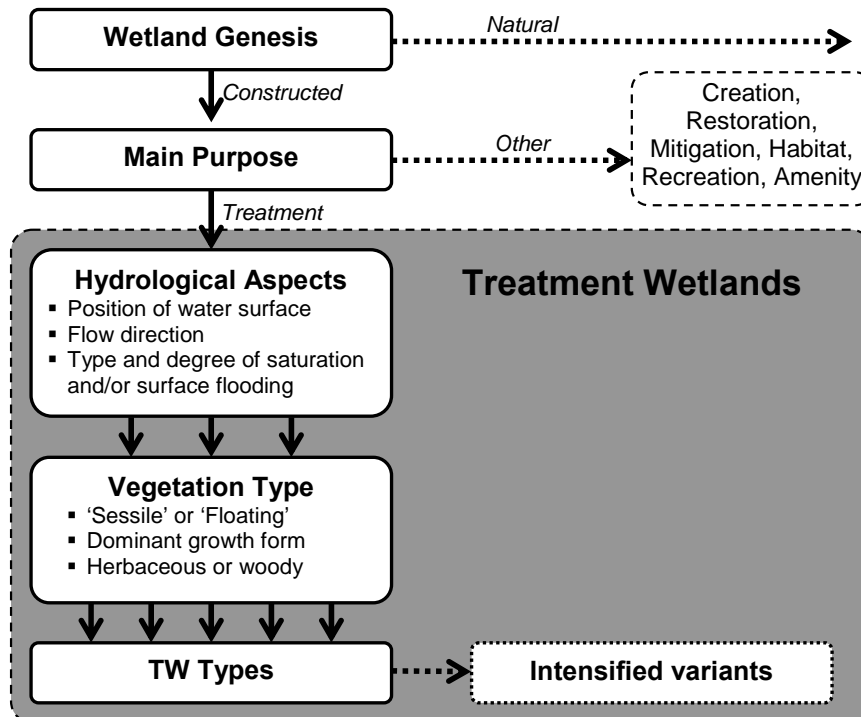 Wetland Genesis
Natural
Constructed
Creation,
Restoration,
Mitigation, Habitat,
Recreation, Amenity
Main Purpose
Other
Treatment
Treatment Wetlands
Hydrological Aspects
▪ Position of water surface
▪ Flow direction
▪ Type and degree of saturation
and/or surface flooding
Vegetation Type
▪ ‘Sessile’ or ‘Floating’
▪ Dominant growth form
▪ Herbaceous or woody
TW Types
Intensified variants